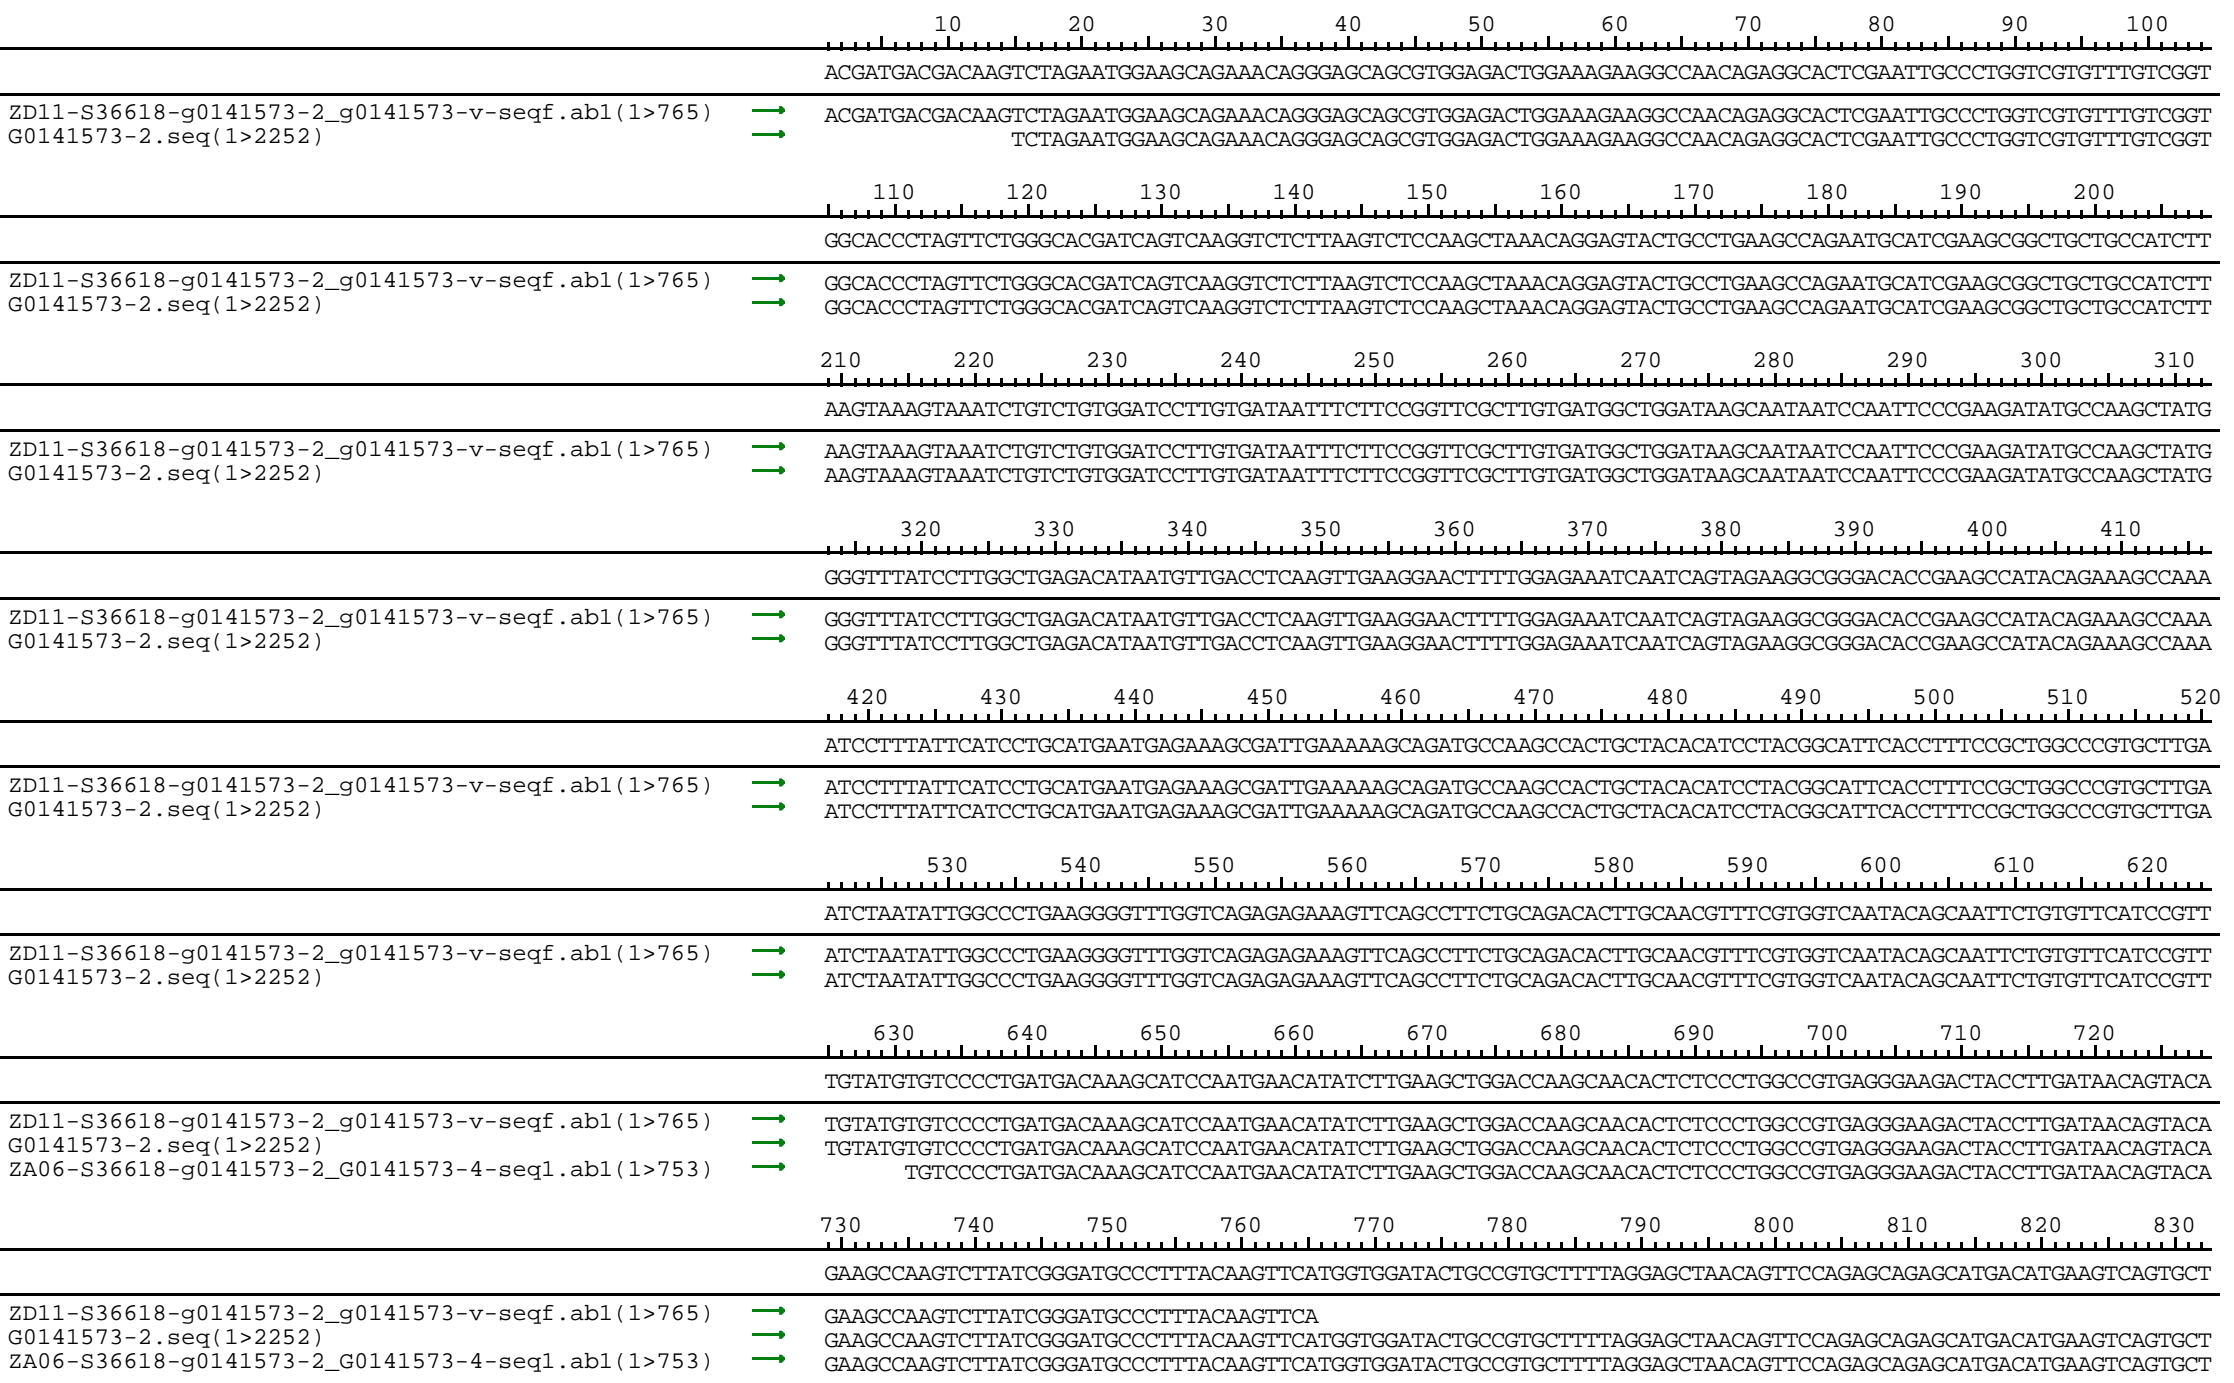 10 20 30 40 50 60 70 80 90 100
ACGATGACGACAAGTCTAGAATGGAAGCAGAAACAGGGAGCAGCGTGGAGACTGGAAAGAAGGCCAACAGAGGCACTCGAATTGCCCTGGTCGTGTTTGTCGGT
ZD11-S36618-g0141573-2_g0141573-v-seqf.ab1(1>765) ACGATGACGACAAGTCTAGAATGGAAGCAGAAACAGGGAGCAGCGTGGAGACTGGAAAGAAGGCCAACAGAGGCACTCGAATTGCCCTGGTCGTGTTTGTCGGT
G0141573-2.seq(1>2252) TCTAGAATGGAAGCAGAAACAGGGAGCAGCGTGGAGACTGGAAAGAAGGCCAACAGAGGCACTCGAATTGCCCTGGTCGTGTTTGTCGGT
110 120 130 140 150 160 170 180 190 200
GGCACCCTAGTTCTGGGCACGATCAGTCAAGGTCTCTTAAGTCTCCAAGCTAAACAGGAGTACTGCCTGAAGCCAGAATGCATCGAAGCGGCTGCTGCCATCTT
ZD11-S36618-g0141573-2_g0141573-v-seqf.ab1(1>765) GGCACCCTAGTTCTGGGCACGATCAGTCAAGGTCTCTTAAGTCTCCAAGCTAAACAGGAGTACTGCCTGAAGCCAGAATGCATCGAAGCGGCTGCTGCCATCTT
G0141573-2.seq(1>2252) GGCACCCTAGTTCTGGGCACGATCAGTCAAGGTCTCTTAAGTCTCCAAGCTAAACAGGAGTACTGCCTGAAGCCAGAATGCATCGAAGCGGCTGCTGCCATCTT
210 220 230 240 250 260 270 280 290 300 310
AAGTAAAGTAAATCTGTCTGTGGATCCTTGTGATAATTTCTTCCGGTTCGCTTGTGATGGCTGGATAAGCAATAATCCAATTCCCGAAGATATGCCAAGCTATG
ZD11-S36618-g0141573-2_g0141573-v-seqf.ab1(1>765) AAGTAAAGTAAATCTGTCTGTGGATCCTTGTGATAATTTCTTCCGGTTCGCTTGTGATGGCTGGATAAGCAATAATCCAATTCCCGAAGATATGCCAAGCTATG
G0141573-2.seq(1>2252) AAGTAAAGTAAATCTGTCTGTGGATCCTTGTGATAATTTCTTCCGGTTCGCTTGTGATGGCTGGATAAGCAATAATCCAATTCCCGAAGATATGCCAAGCTATG
320 330 340 350 360 370 380 390 400 410
GGGTTTATCCTTGGCTGAGACATAATGTTGACCTCAAGTTGAAGGAACTTTTGGAGAAATCAATCAGTAGAAGGCGGGACACCGAAGCCATACAGAAAGCCAAA
ZD11-S36618-g0141573-2_g0141573-v-seqf.ab1(1>765) GGGTTTATCCTTGGCTGAGACATAATGTTGACCTCAAGTTGAAGGAACTTTTGGAGAAATCAATCAGTAGAAGGCGGGACACCGAAGCCATACAGAAAGCCAAA
G0141573-2.seq(1>2252) GGGTTTATCCTTGGCTGAGACATAATGTTGACCTCAAGTTGAAGGAACTTTTGGAGAAATCAATCAGTAGAAGGCGGGACACCGAAGCCATACAGAAAGCCAAA
420 430 440 450 460 470 480 490 500 510 520
ATCCTTTATTCATCCTGCATGAATGAGAAAGCGATTGAAAAAGCAGATGCCAAGCCACTGCTACACATCCTACGGCATTCACCTTTCCGCTGGCCCGTGCTTGA
ZD11-S36618-g0141573-2_g0141573-v-seqf.ab1(1>765) ATCCTTTATTCATCCTGCATGAATGAGAAAGCGATTGAAAAAGCAGATGCCAAGCCACTGCTACACATCCTACGGCATTCACCTTTCCGCTGGCCCGTGCTTGA
G0141573-2.seq(1>2252) ATCCTTTATTCATCCTGCATGAATGAGAAAGCGATTGAAAAAGCAGATGCCAAGCCACTGCTACACATCCTACGGCATTCACCTTTCCGCTGGCCCGTGCTTGA
530 540 550 560 570 580 590 600 610 620
ATCTAATATTGGCCCTGAAGGGGTTTGGTCAGAGAGAAAGTTCAGCCTTCTGCAGACACTTGCAACGTTTCGTGGTCAATACAGCAATTCTGTGTTCATCCGTT
ZD11-S36618-g0141573-2_g0141573-v-seqf.ab1(1>765) ATCTAATATTGGCCCTGAAGGGGTTTGGTCAGAGAGAAAGTTCAGCCTTCTGCAGACACTTGCAACGTTTCGTGGTCAATACAGCAATTCTGTGTTCATCCGTT
G0141573-2.seq(1>2252) ATCTAATATTGGCCCTGAAGGGGTTTGGTCAGAGAGAAAGTTCAGCCTTCTGCAGACACTTGCAACGTTTCGTGGTCAATACAGCAATTCTGTGTTCATCCGTT
630 640 650 660 670 680 690 700 710 720
TGTATGTGTCCCCTGATGACAAAGCATCCAATGAACATATCTTGAAGCTGGACCAAGCAACACTCTCCCTGGCCGTGAGGGAAGACTACCTTGATAACAGTACA
ZD11-S36618-g0141573-2_g0141573-v-seqf.ab1(1>765) TGTATGTGTCCCCTGATGACAAAGCATCCAATGAACATATCTTGAAGCTGGACCAAGCAACACTCTCCCTGGCCGTGAGGGAAGACTACCTTGATAACAGTACA
G0141573-2.seq(1>2252) TGTATGTGTCCCCTGATGACAAAGCATCCAATGAACATATCTTGAAGCTGGACCAAGCAACACTCTCCCTGGCCGTGAGGGAAGACTACCTTGATAACAGTACA
ZA06-S36618-g0141573-2_G0141573-4-seq1.ab1(1>753) TGTCCCCTGATGACAAAGCATCCAATGAACATATCTTGAAGCTGGACCAAGCAACACTCTCCCTGGCCGTGAGGGAAGACTACCTTGATAACAGTACA
730 740 750 760 770 780 790 800 810 820 830
GAAGCCAAGTCTTATCGGGATGCCCTTTACAAGTTCATGGTGGATACTGCCGTGCTTTTAGGAGCTAACAGTTCCAGAGCAGAGCATGACATGAAGTCAGTGCT
ZD11-S36618-g0141573-2_g0141573-v-seqf.ab1(1>765) GAAGCCAAGTCTTATCGGGATGCCCTTTACAAGTTCA
G0141573-2.seq(1>2252) GAAGCCAAGTCTTATCGGGATGCCCTTTACAAGTTCATGGTGGATACTGCCGTGCTTTTAGGAGCTAACAGTTCCAGAGCAGAGCATGACATGAAGTCAGTGCT
ZA06-S36618-g0141573-2_G0141573-4-seq1.ab1(1>753) GAAGCCAAGTCTTATCGGGATGCCCTTTACAAGTTCATGGTGGATACTGCCGTGCTTTTAGGAGCTAACAGTTCCAGAGCAGAGCATGACATGAAGTCAGTGCT